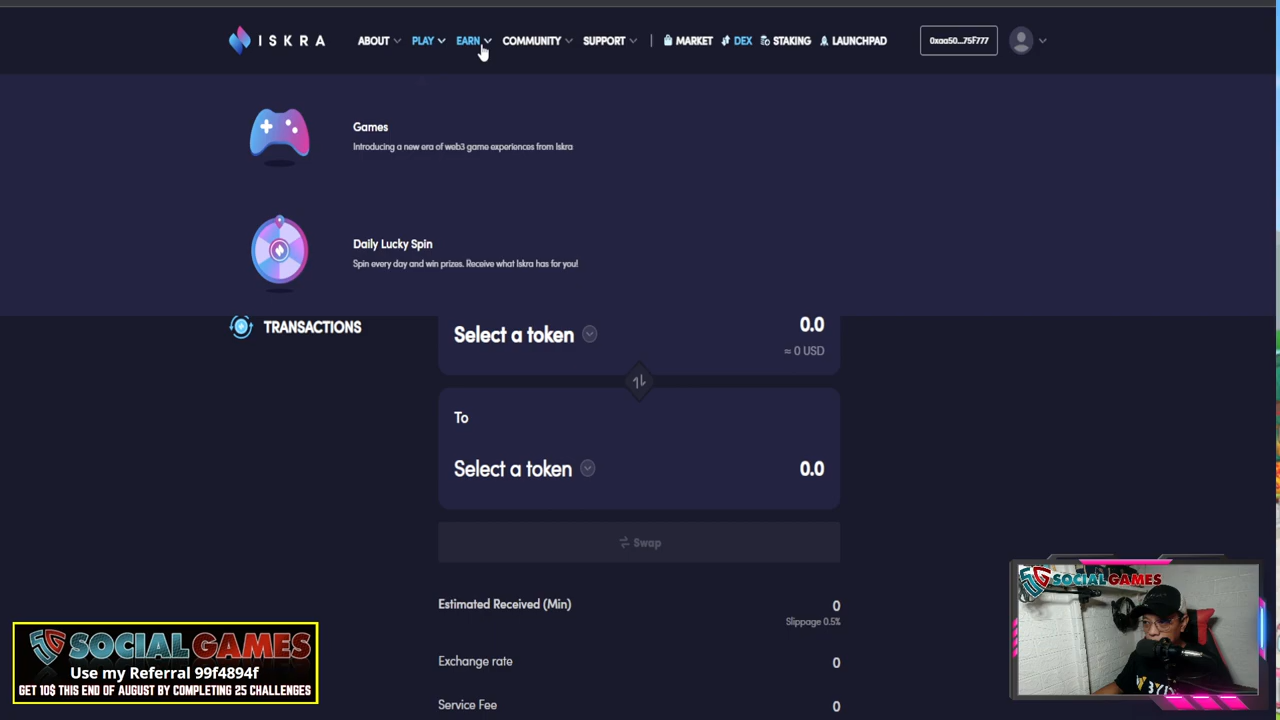 ISKRA
ABOUT
PLAY
EARN
COMMUNITY
SUPPORT
MARKET
DEX
STAKING
LAUNCHPAD
0xaa50...75F777
Games
Introducing a new era of web3 game experiences from Iskra
Daily Lucky Spin
Spin every day and win prizes. Receive what Iskra has for you!
TRANSACTIONS
Select a token
0.0
≈ 0 USD
To
Select a token
0.0
Swap
Estimated Received (Min)
0
Slippage 0.5%
Exchange rate
0
Service Fee
0
SG SOCIAL GAMES
Use my Referral 99f4894f
GET 10$ THIS END OF AUGUST BY COMPLETING 25 CHALLENGES
SG SOCIAL GAMES